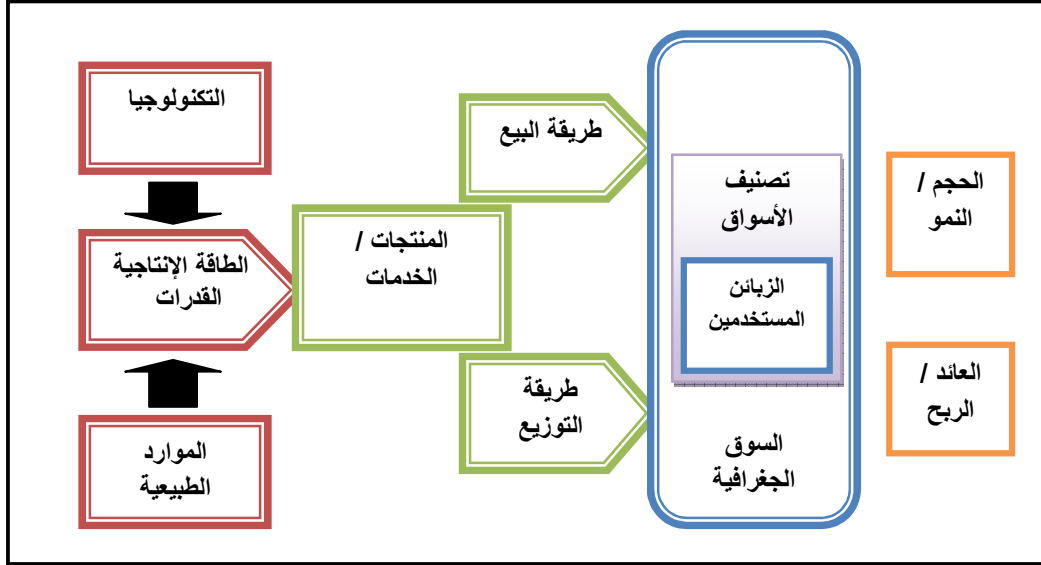 التكنولوجيا
الطاقة الإنتاجية
القدرات
الموارد
الطبيعية
المنتجات /
الخدمات
طريقة البيع
طريقة
التوزيع
تصنيف
الأسواق
الزبائن
المستخدمين
السوق
الجغرافية
الحجم /
النمو
العائد /
الربح